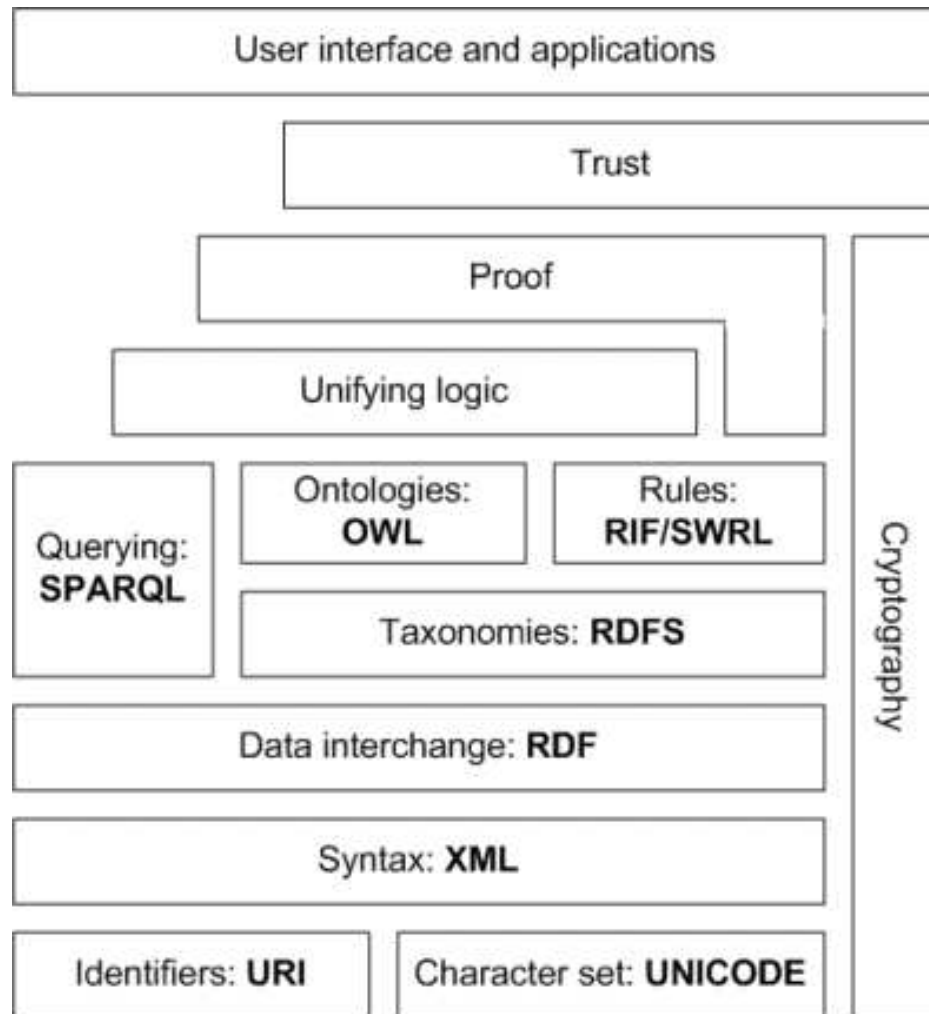 User interface and applications
Trust
Proof
Unifying logic
Querying:
SPARQL
Ontologies:
OWL
Rules:
RIF/SWRL
Taxonomies: RDFS
Cryptography
Data interchange: RDF
Syntax: XML
Identifiers: URI
Character set: UNICODE